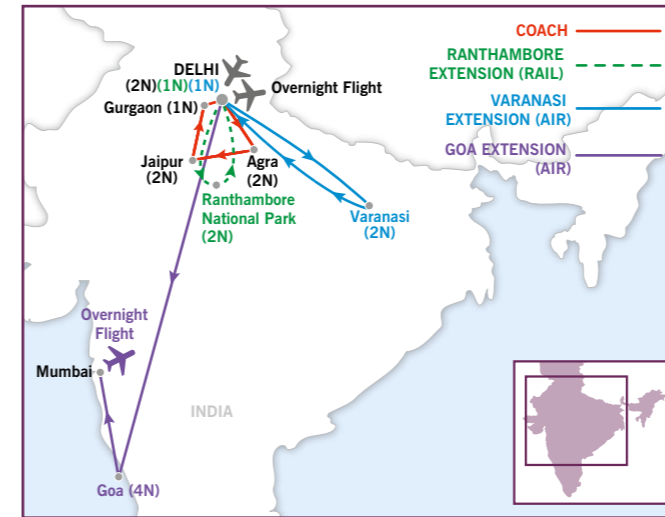 COACH
RANTHAMBORE
EXTENSION (RAIL)
VARANASI
EXTENSION (AIR)
GOA EXTENSION
(AIR)
DELHI
(2N)(1N)(1N)
Overnight Flight
Gurgaon (1N)
Jaipur
(2N)
Agra
(2N)
Ranthambore
National Park
(2N)
Varanasi
(2N)
Overnight
Flight
Mumbai
INDIA
Goa (4N)